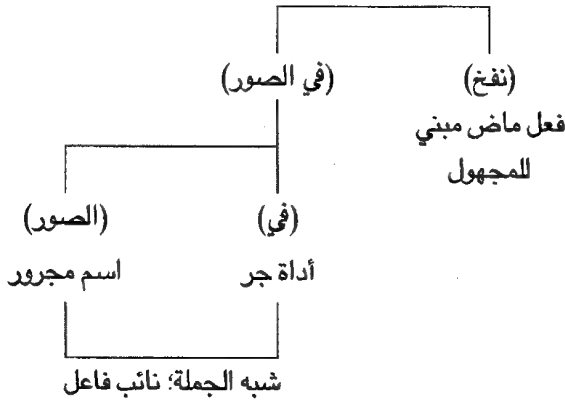 (نفخ)
(في الصور)
فعل ماض مبني
للمجهول
(في)
(الصور)
أداة جر
اسم مجرور
شبه الجملة؛ نائب فاعل